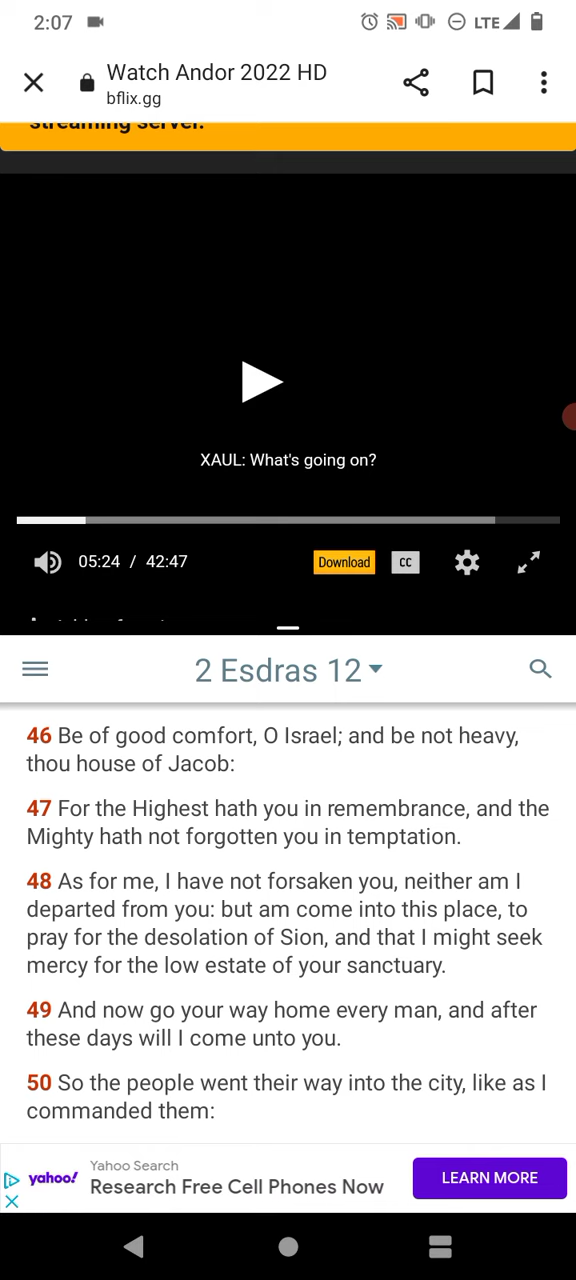 2:07 LTE
Watch Andor 2022 HD
bflix.gg
streaming server.
XAUL: What's going on?
05:24 / 42:47 Download CC
2 Esdras 12
46 Be of good comfort, O Israel; and be not heavy,
thou house of Jacob:
47 For the Highest hath you in remembrance, and the
Mighty hath not forgotten you in temptation.
48 As for me, I have not forsaken you, neither am I
departed from you: but am come into this place, to
pray for the desolation of Sion, and that I might seek
mercy for the low estate of your sanctuary.
49 And now go your way home every man, and after
these days will I come unto you.
50 So the people went their way into the city, like as I
commanded them:
Yahoo Search
yahoo! Research Free Cell Phones Now LEARN MORE